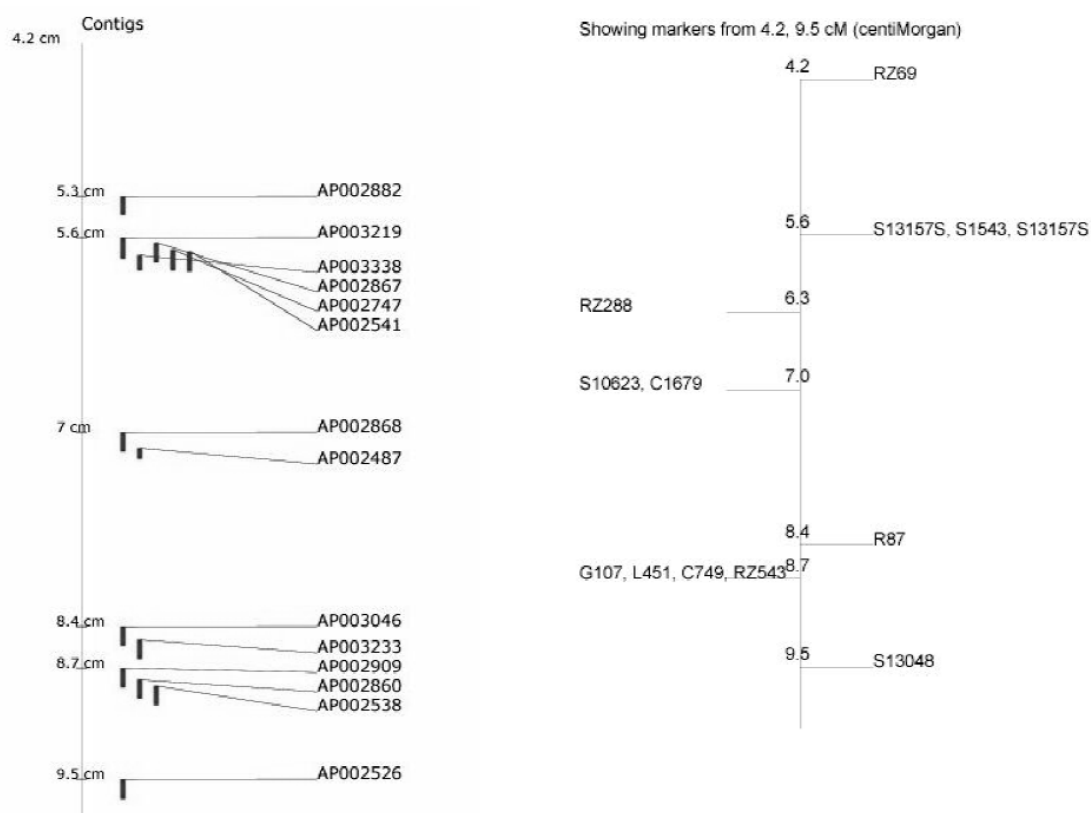 Contigs
4.2 cm
5.3 cm
AP002882
5.6 cm
AP003219
AP003338
AP002867
AP002747
AP002541
7 cm
AP002868
AP002487
8.4 cm
AP003046
AP003233
8.7 cm
AP002909
AP002860
AP002538
9.5 cm
AP002526
Showing markers from 4.2, 9.5 cM (centiMorgan)
4.2
RZ69
5.6
S13157S, S1543, S13157S
6.3
RZ288
7.0
S10623, C1679
8.4
R87
G107, L451, C749, RZ543 8.7
9.5
S13048